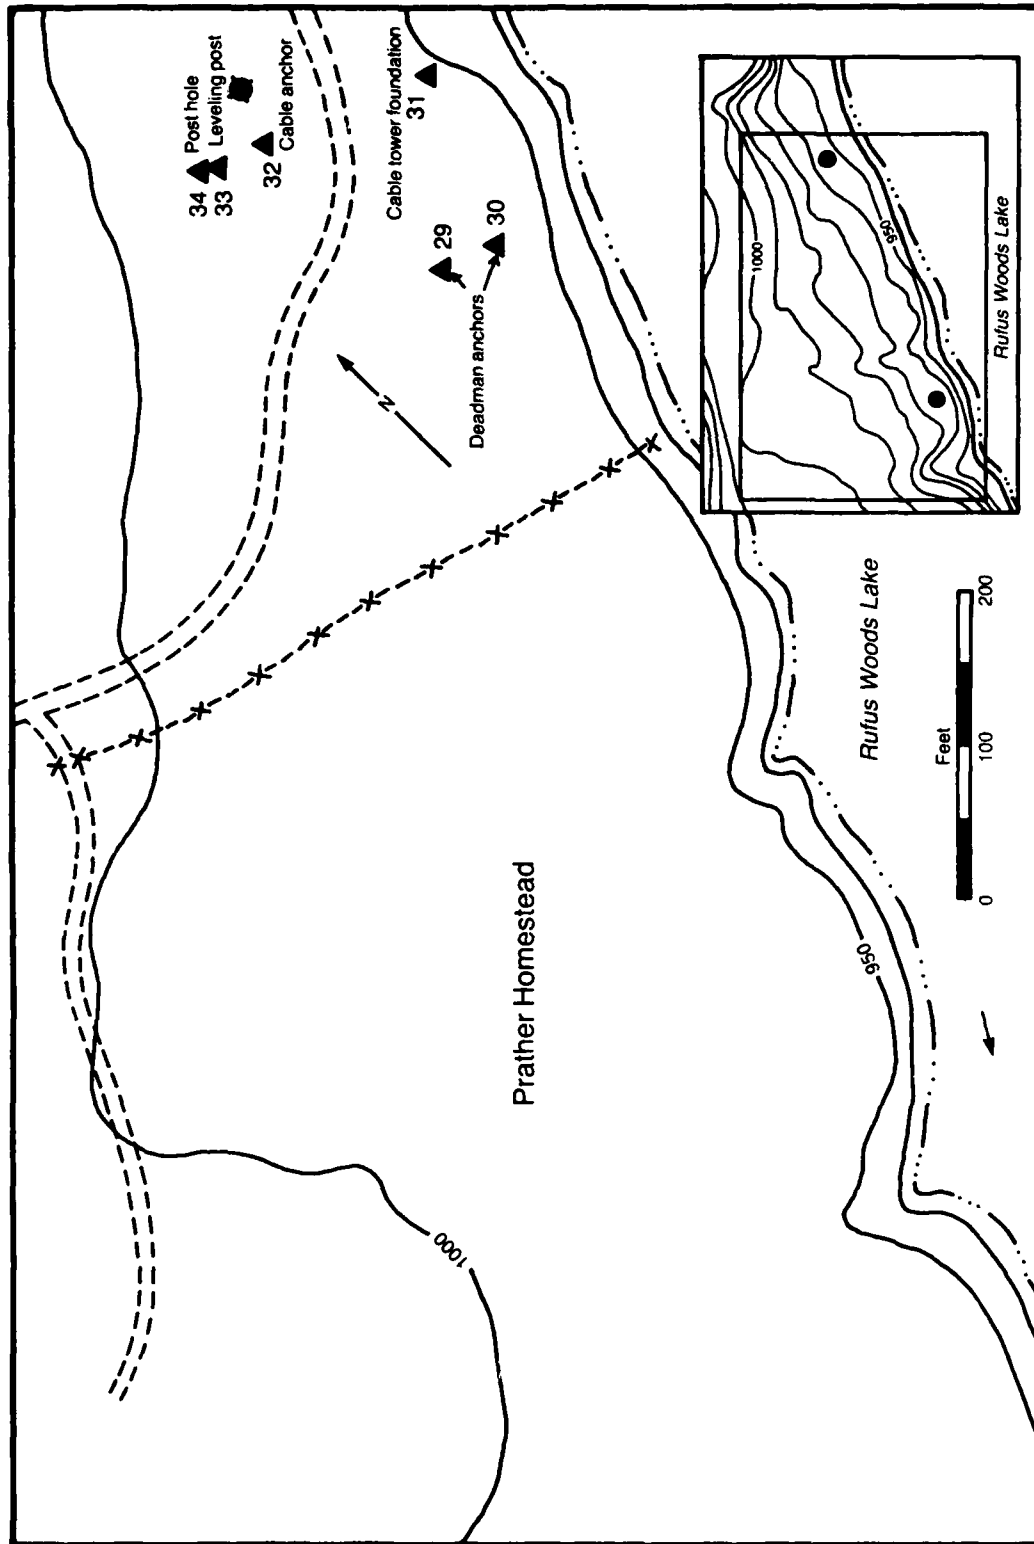 34 Post hole
33 Leveling post
32
Cable anchor
Cable tower foundation
31
29
30
Deadman anchors
N
Prather Homestead
1000
950
Rufus Woods Lake
Feet
0 100 200
1000
950
Rufus Woods Lake